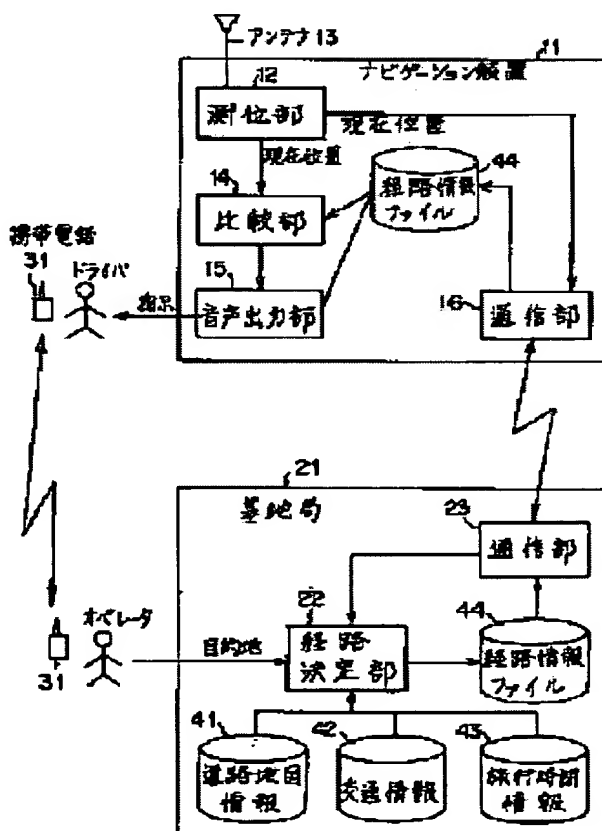 アンテナ13
11
ナビゲーション装置
12
測位部
現在位置
現在位置
44
経路情報
ファイル
14
比較部
携帯電話
31
ドライバ
15
音声出力部
指示
16
通信部
21
基地局
23
通信部
オペレータ
31
目的地
22
経路
決定部
44
経路情報
ファイル
41
道路地図
情報
42
交通情報
43
旅行時間
情報